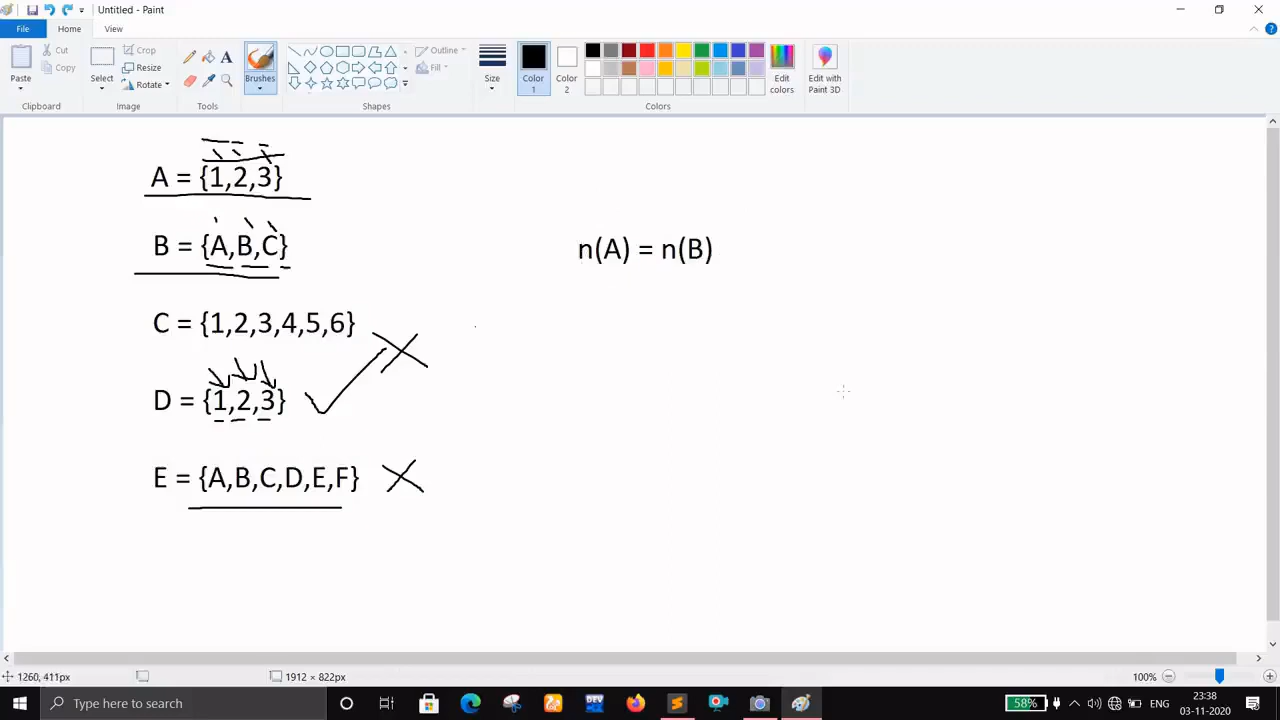 Untitled - Paint
File
Home
View
Paste
Cut
Copy
Clipboard
Select
Crop
Resize
Rotate
Image
Tools
Brushes
Shapes
Outline
Fill
Size
Color 1
Color 2
Edit colors
Colors
Edit with Paint 3D
A = {1,2,3}
B = {A,B,C}
n(A) = n(B)
C = {1,2,3,4,5,6}
D = {1,2,3}
E = {A,B,C,D,E,F}
1260, 411px
1912 × 822px
100%
Type here to search
DEV
58%
ENG
23:38
03-11-2020